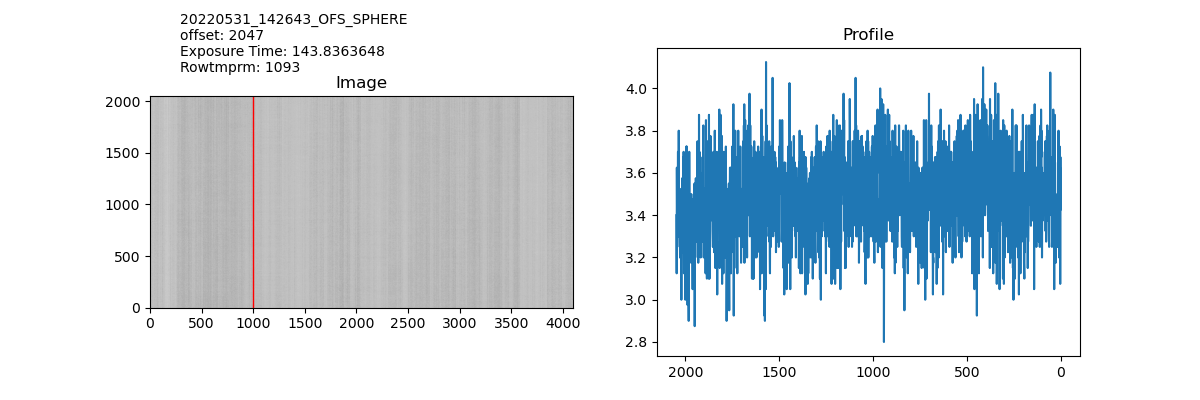 20220531_142643_OFS_SPHERE
offset: 2047
Exposure Time: 143.8363648
Rowtmprm: 1093
Image
2000
1500
1000
500
0
0 500 1000 1500 2000 2500 3000 3500 4000
Profile
4.0
3.8
3.6
3.4
3.2
3.0
2.8
2000 1500 1000 500 0